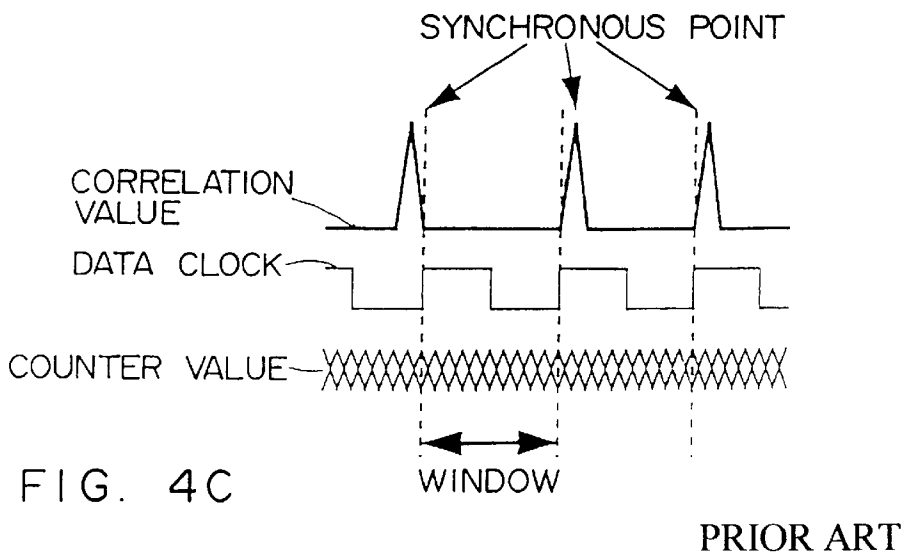 SYNCHRONOUS POINT
CORRELATION
VALUE
DATA CLOCK
COUNTER VALUE
WINDOW
FIG. 4C
PRIOR ART